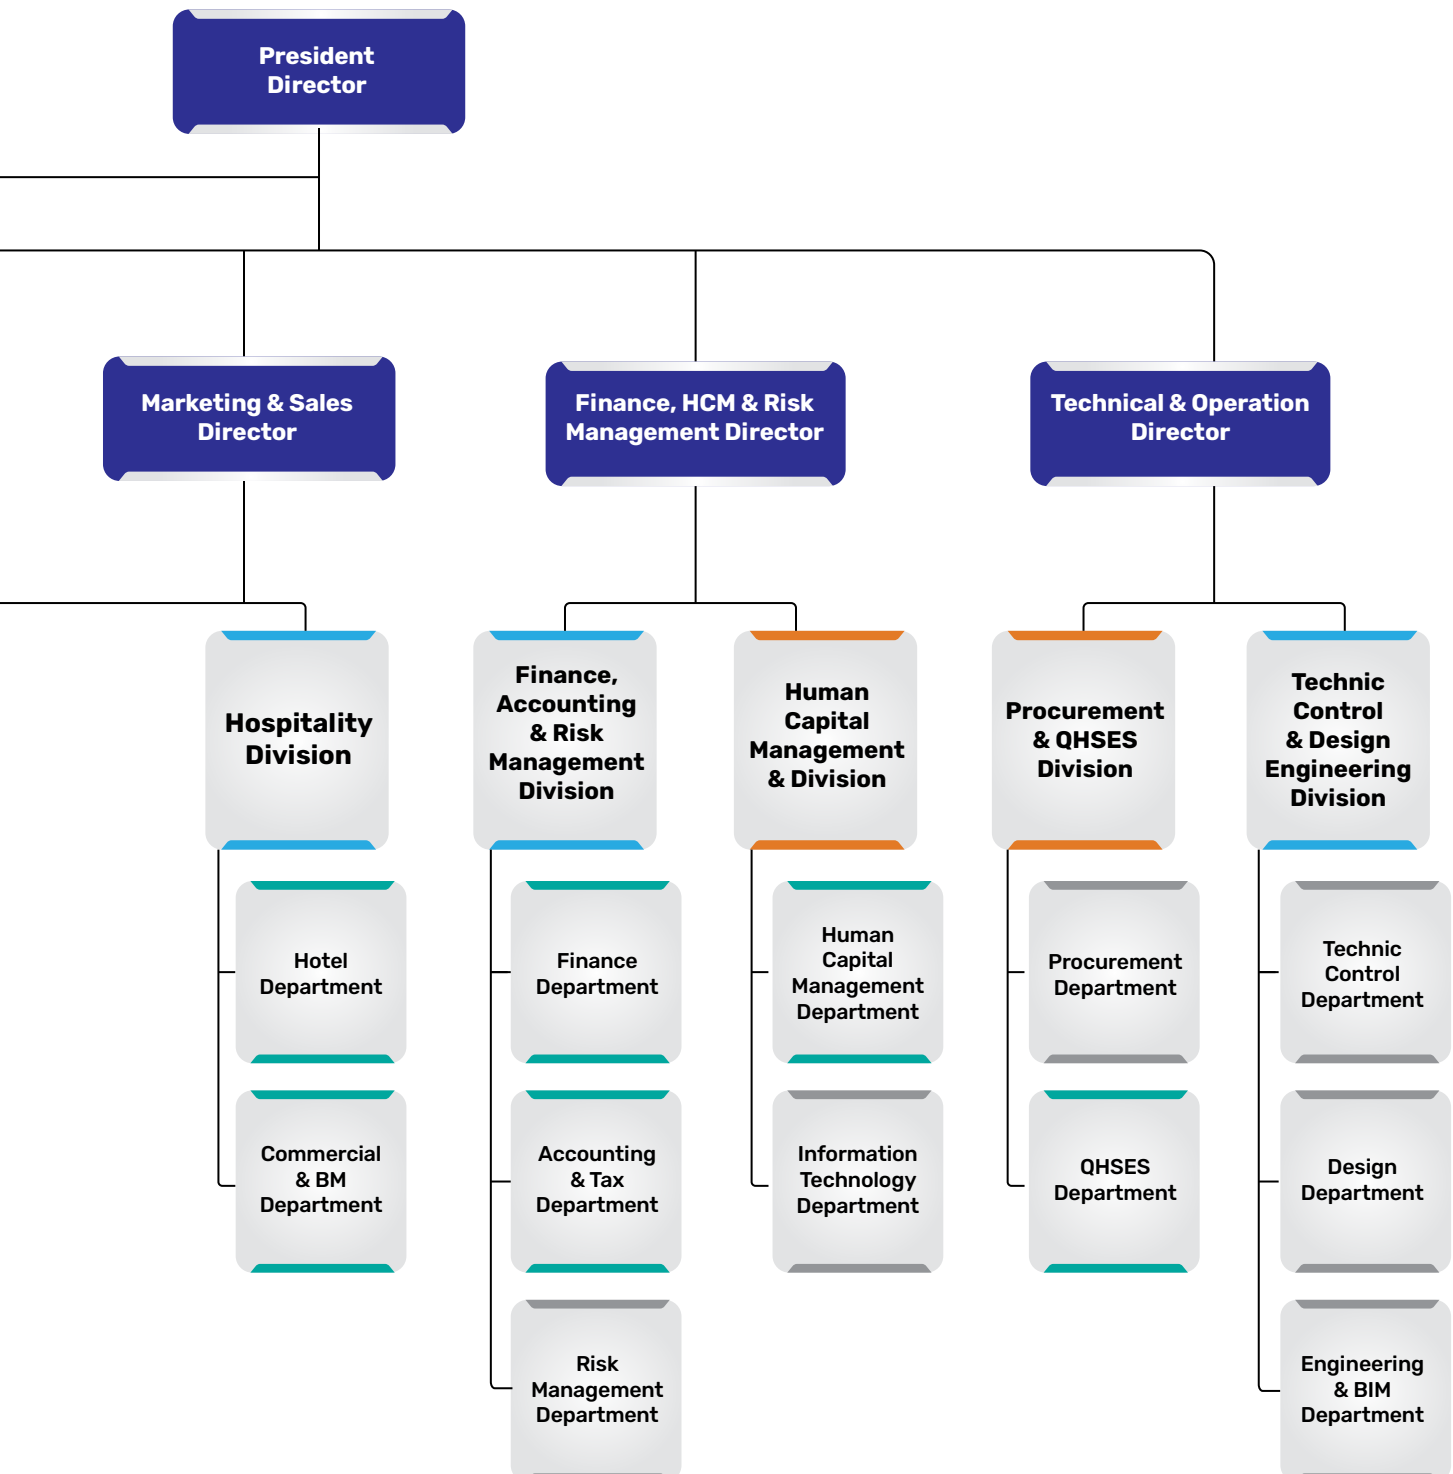 President
Director
Marketing & Sales
Director
Finance, HCM & Risk
Management Director
Technical & Operation
Director
Hospitality
Division
Finance,
Accounting
& Risk
Management
Division
Human
Capital
Management
& Division
Procurement
& QHSES
Division
Technic
Control
& Design
Engineering
Division
Hotel
Department
Finance
Department
Human
Capital
Management
Department
Procurement
Department
Technic
Control
Department
Commercial
& BM
Department
Accounting
& Tax
Department
Information
Technology
Department
QHSES
Department
Design
Department
Risk
Management
Department
Engineering
& BIM
Department